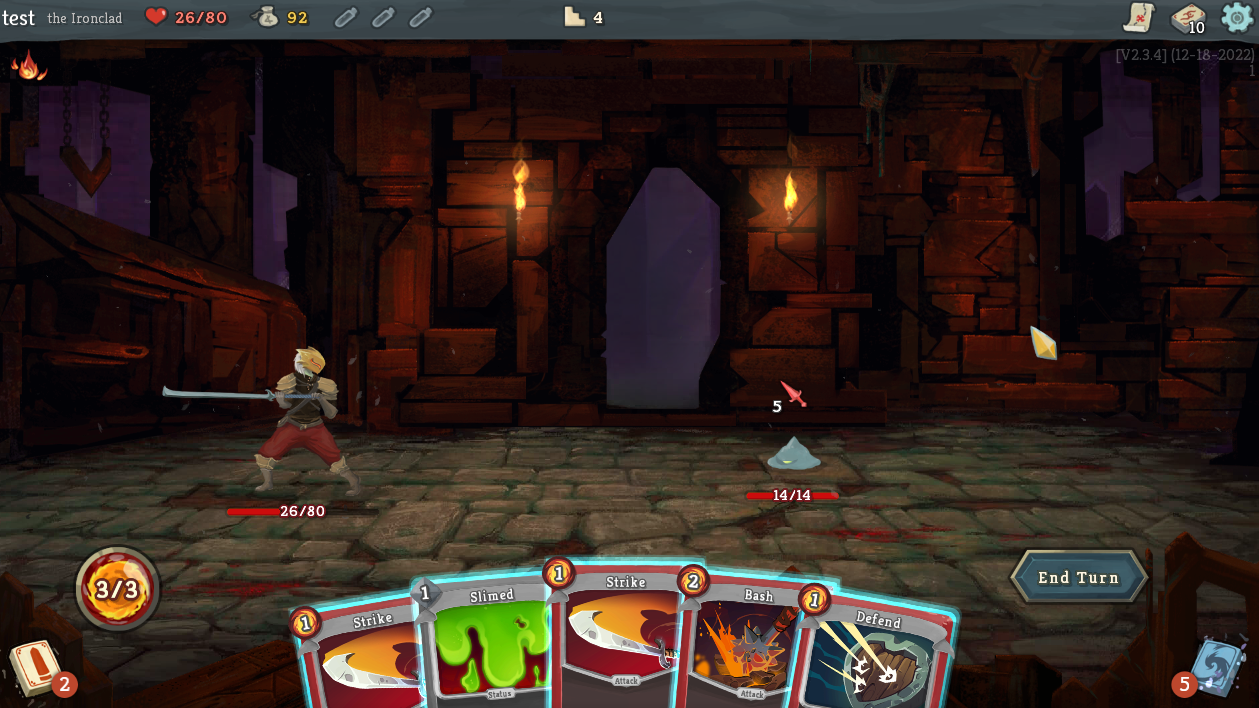 test the Ironclad 26/80 92 4 10
[V2.3.4] (12-18-2022)
1
5
14/14
26/80
3/3
End Turn
1 Strike
1 Slimed
Status
1 Strike
Attack
2 Bash
Attack
1 Defend
2
5